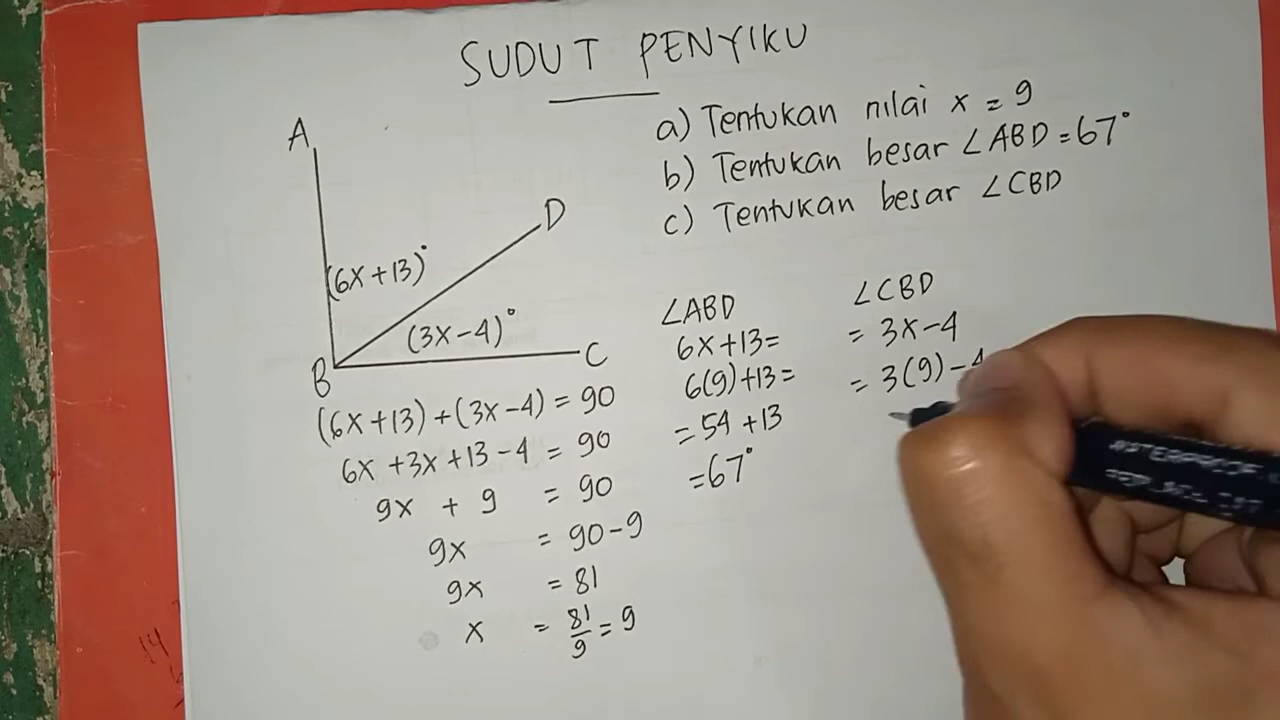 SUDUT PENYIKU
a) Tentukan nilai x = 9
b) Tentukan besar ∠ABD = 67°
c) Tentukan besar ∠CBD
A
D
(6x+13)°
(3x-4)°
B
C
(6x+13)+(3x-4) = 90
6x +3x+13-4 = 90
9x + 9 = 90
9x = 90-9
9x = 81
x = 81/9 = 9
∠ABD
6x+13=
6(9)+13=
= 54 +13
= 67°
∠CBD
= 3x-4
= 3(9)-4